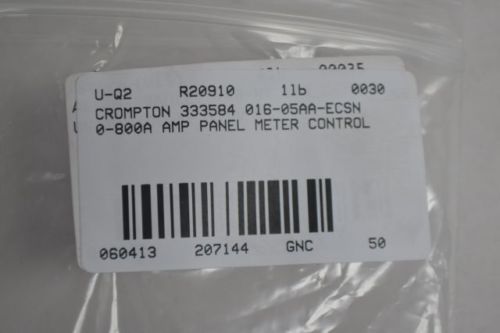 00035
U-Q2 R20910 1lb 0030
CROMPTON 333584 016-05AA-ECSN
0-800A AMP PANEL METER CONTROL
060413 207144 GNC 50